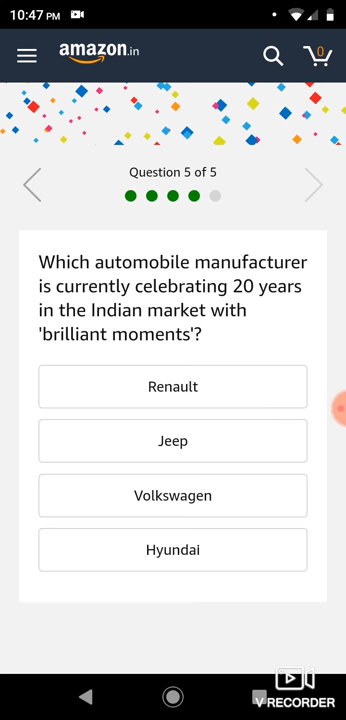 10:47 PM
amazon.in
0
Question 5 of 5
Which automobile manufacturer
is currently celebrating 20 years
in the Indian market with
'brilliant moments'?
Renault
Jeep
Volkswagen
Hyundai
V RECORDER